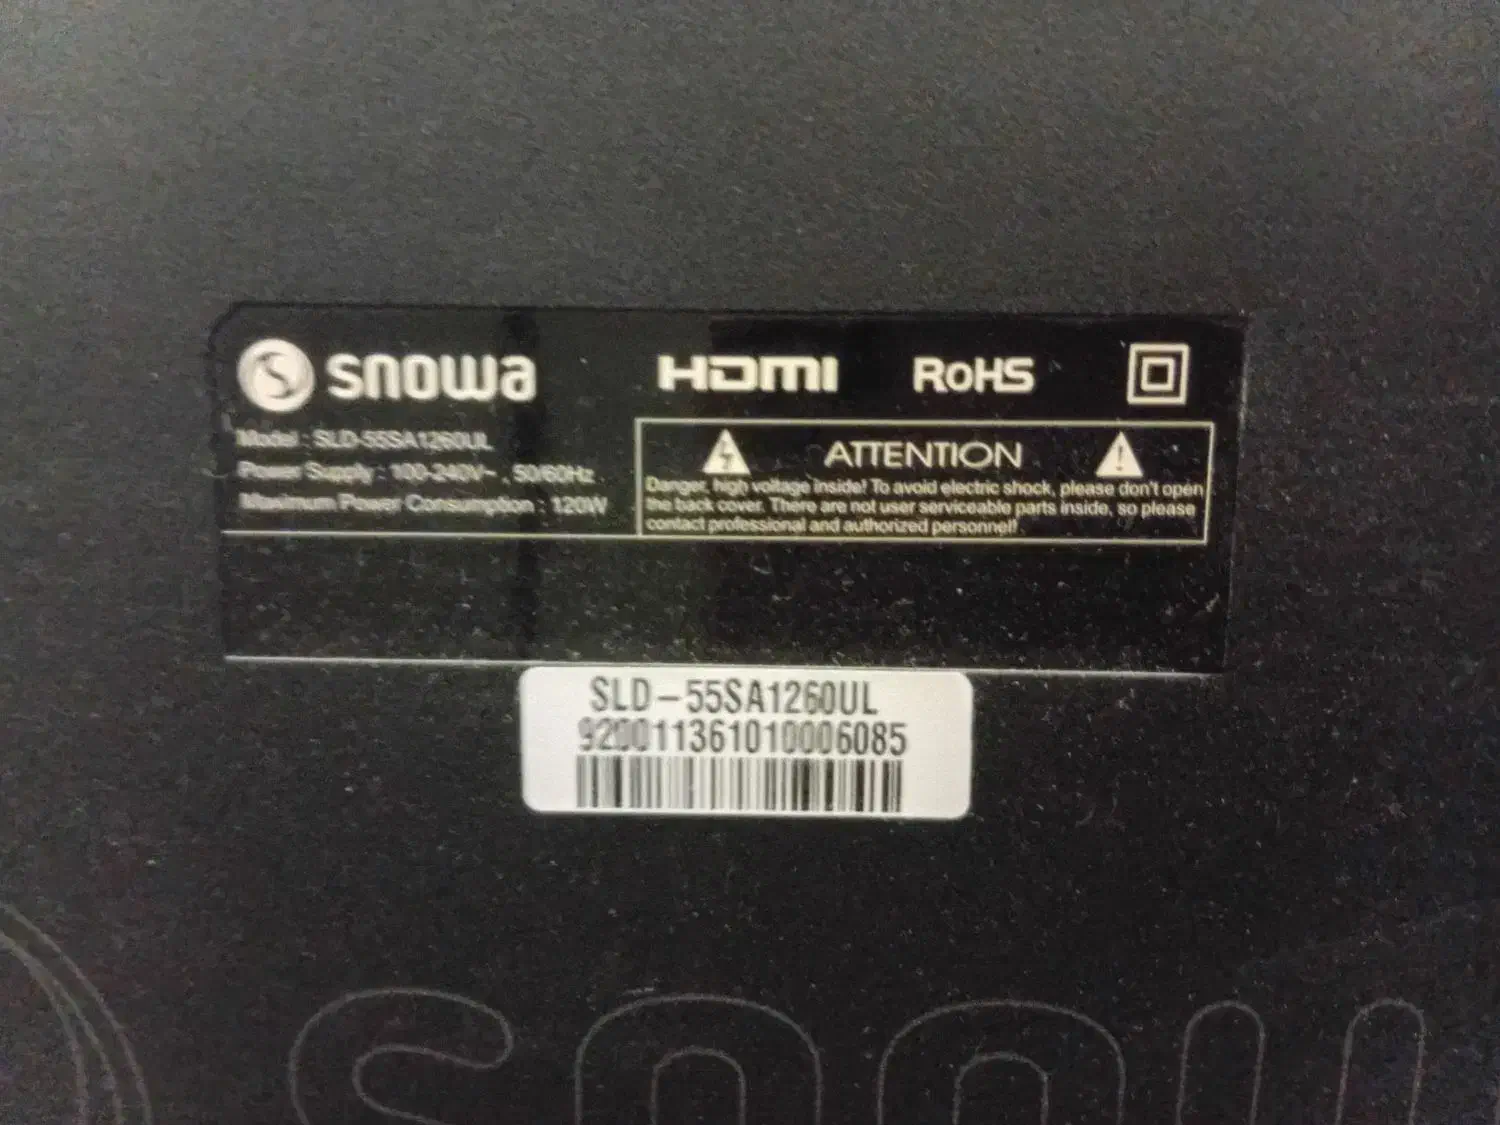 snowa
HDMI RoHS
Model : SLD-55SA1260UL
Power Supply : 100-240V~ , 50/60Hz
Maximum Power Consumption : 120W
ATTENTION
Danger, high voltage inside! To avoid electric shock, please don't open
the back cover. There are not user serviceable parts inside, so please
contact professional and authorized personnel!
SLD-55SA1260UL
920011361010006085
snow